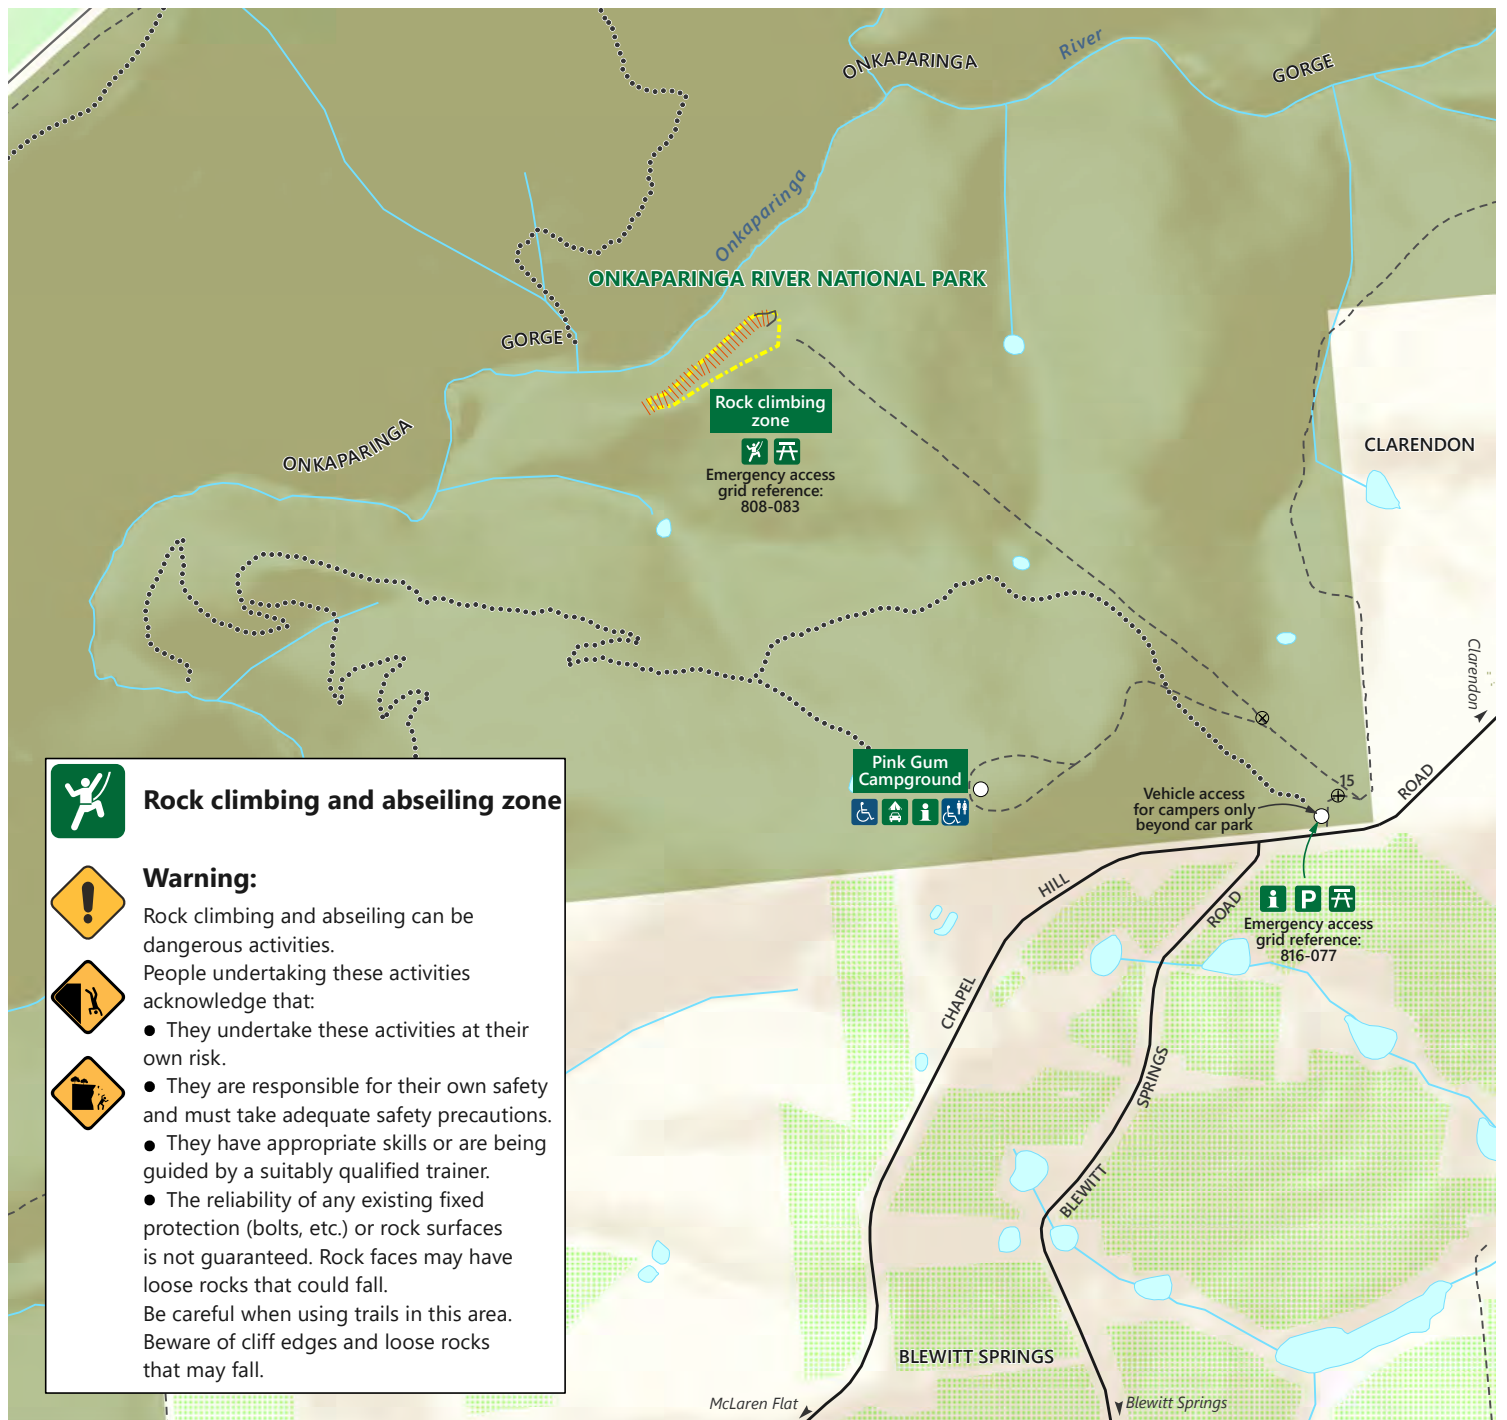 ONKAPARINGA
River
GORGE
Onkaparinga
ONKAPARINGA RIVER NATIONAL PARK
GORGE
Rock climbing
zone
Emergency access
grid reference:
808-083
ONKAPARINGA
CLARENDON
Clarendon
Pink Gum
Campground
i
15
Vehicle access
for campers only
beyond car park
ROAD
HILL
ROAD
i P
Emergency access
grid reference:
816-077
CHAPEL
SPRINGS
BLEWITT
BLEWITT SPRINGS
McLaren Flat
Blewitt Springs
Rock climbing and abseiling zone
Warning:
Rock climbing and abseiling can be
dangerous activities.
People undertaking these activities
acknowledge that:
● They undertake these activities at their
own risk.
● They are responsible for their own safety
and must take adequate safety precautions.
● They have appropriate skills or are being
guided by a suitably qualified trainer.
● The reliability of any existing fixed
protection (bolts, etc.) or rock surfaces
is not guaranteed. Rock faces may have
loose rocks that could fall.
Be careful when using trails in this area.
Beware of cliff edges and loose rocks
that may fall.